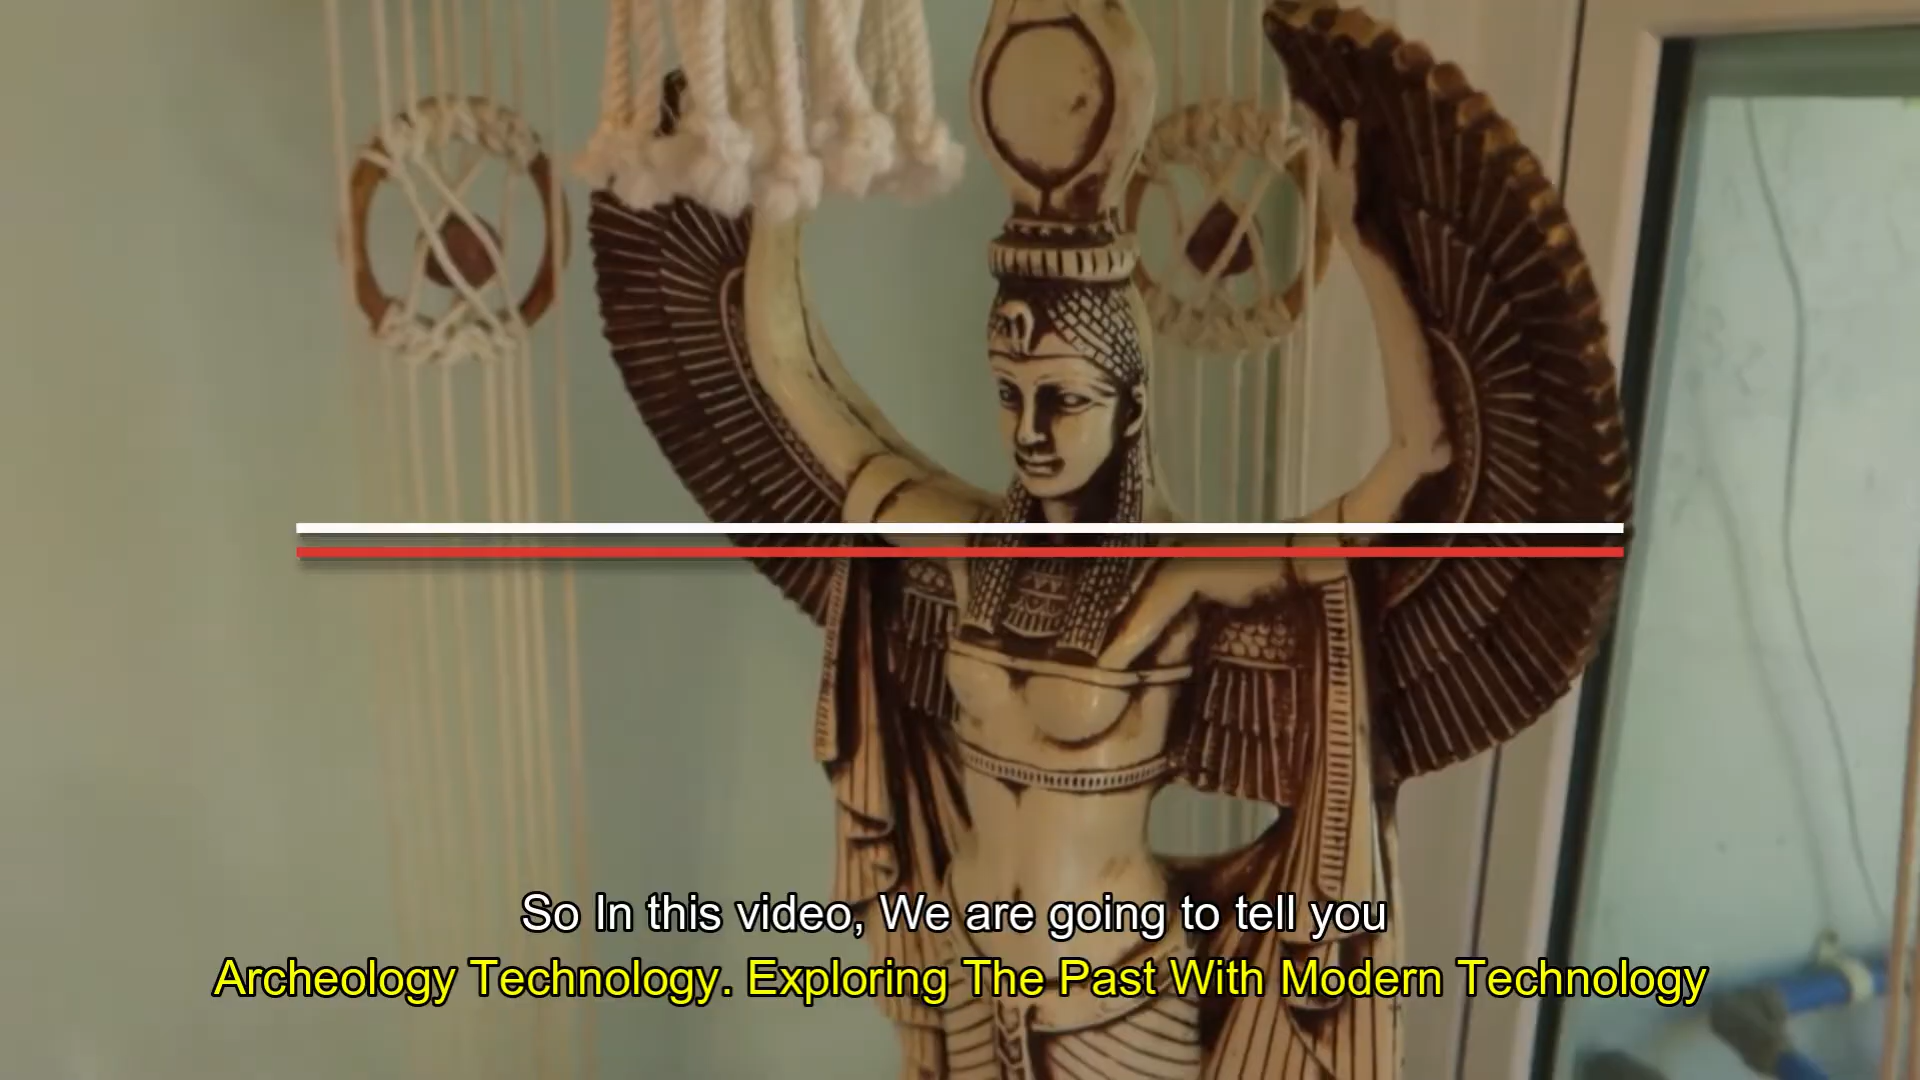 So In this video, We are going to tell you
Archeology Technology. Exploring The Past With Modern Technology